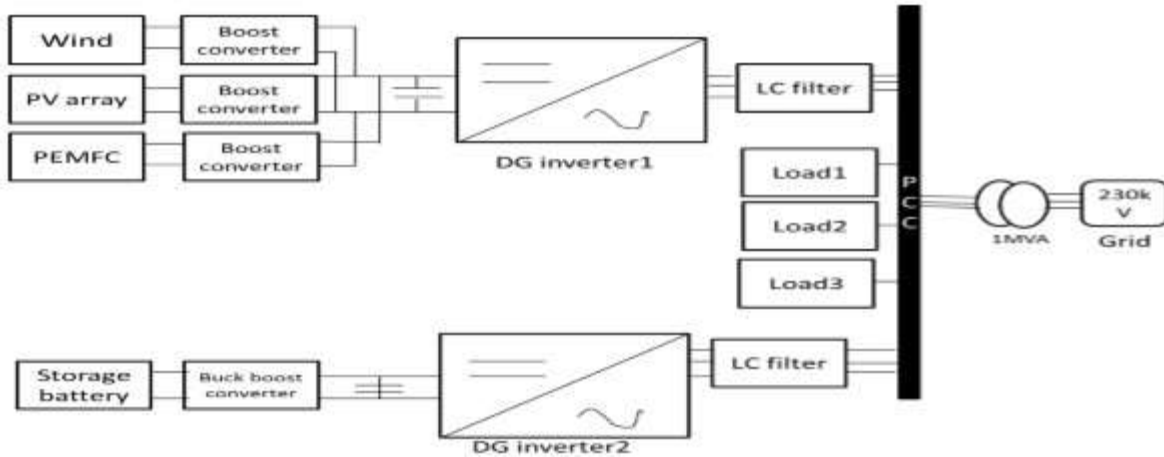 Wind
Boost
converter
PV array
Boost
converter
PEMFC
Boost
converter
DG inverter1
LC filter
Load1
Load2
Load3
PCC
1MVA
230k
V
Grid
Storage
battery
Buck boost
converter
DG inverter2
LC filter